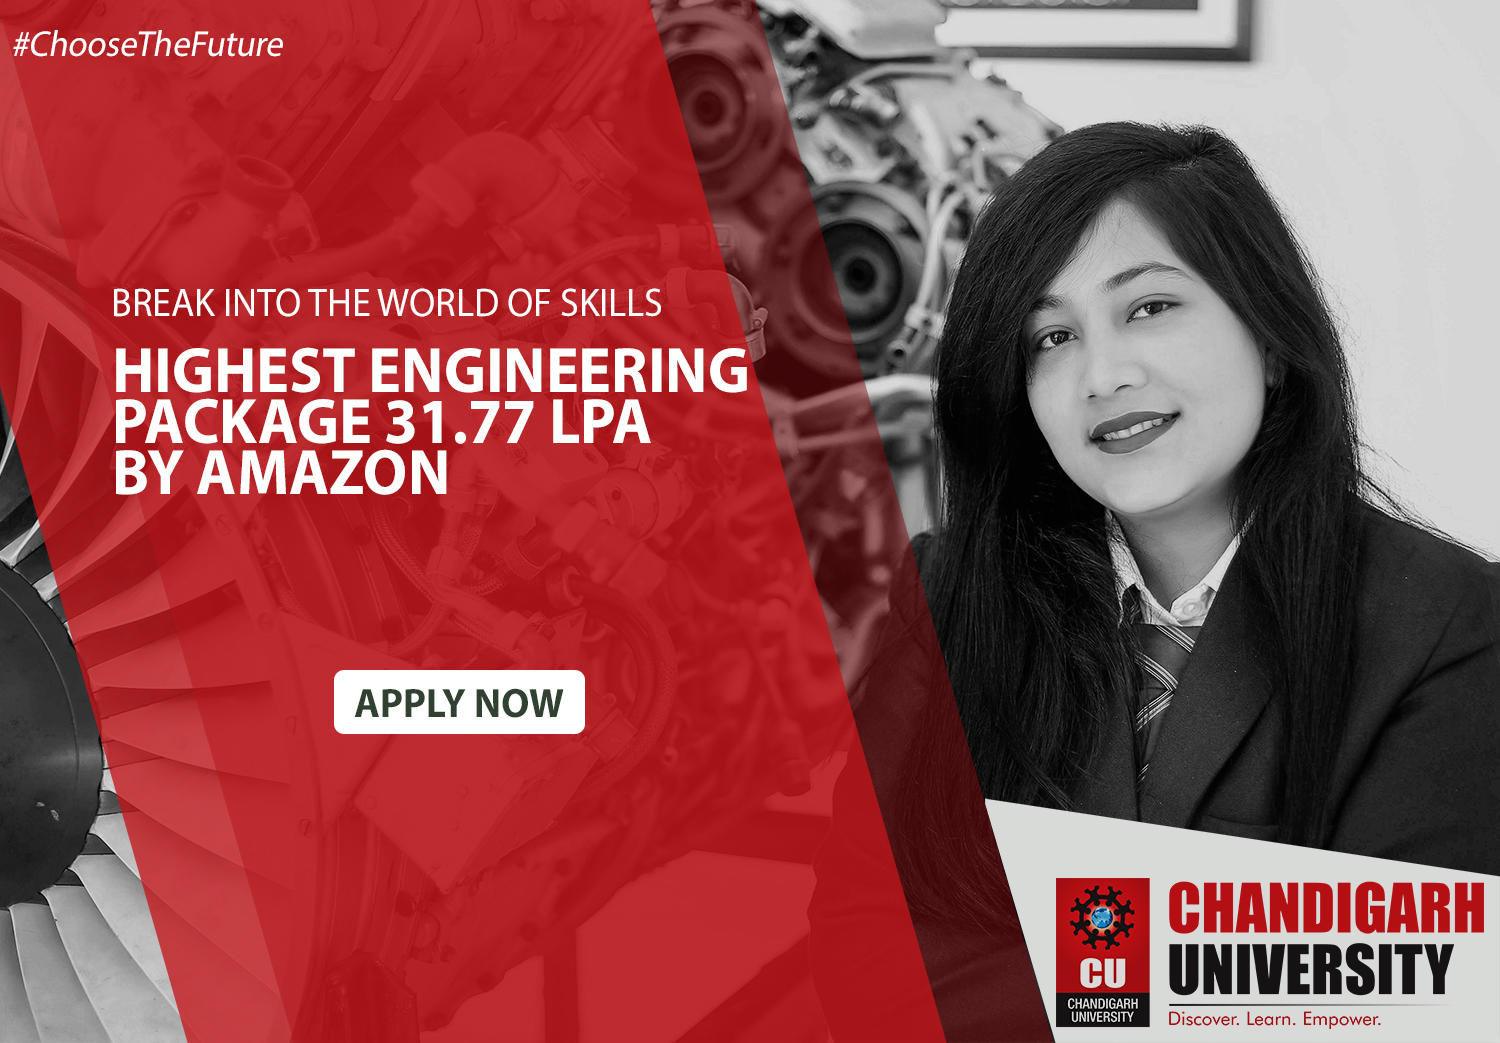 #ChooseTheFuture
BREAK INTO THE WORLD OF SKILLS
HIGHEST ENGINEERING
PACKAGE 31.77 LPA
BY AMAZON
APPLY NOW
CU
CHANDIGARH
UNIVERSITY
CHANDIGARH
UNIVERSITY
Discover. Learn. Empower.